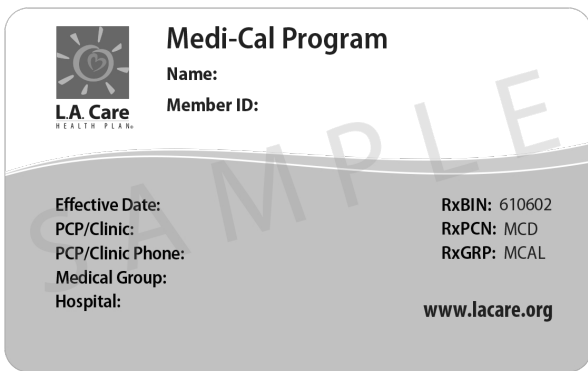 Medi-Cal Program
Name:
Member ID:
L.A. Care
HEALTH PLAN®
SAMPLE
Effective Date:
PCP/Clinic:
PCP/Clinic Phone:
Medical Group:
Hospital:
RxBIN: 610602
RxPCN: MCD
RxGRP: MCAL
www.lacare.org